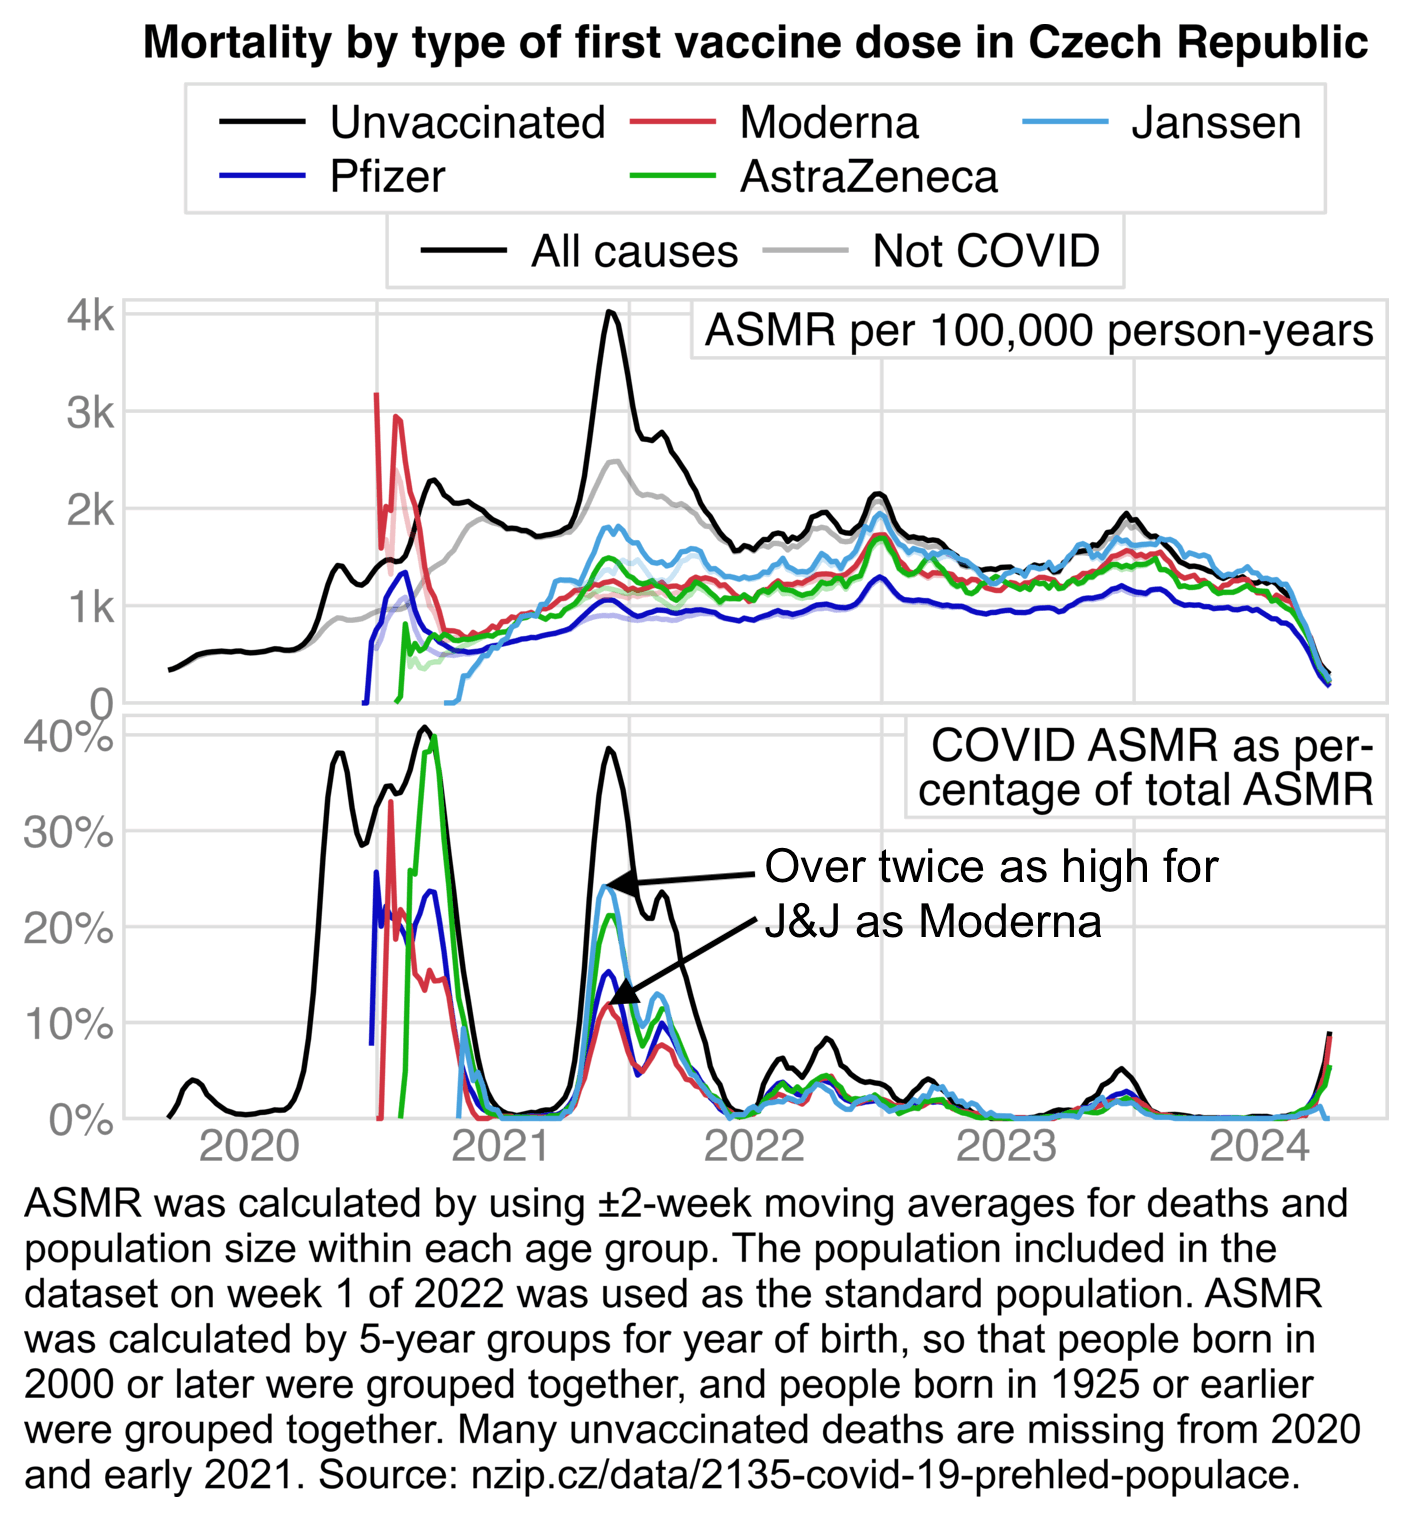 Mortality by type of first vaccine dose in Czech Republic
Unvaccinated Moderna Janssen
Pfizer AstraZeneca
All causes Not COVID
4k
ASMR per 100,000 person-years
3k
2k
1k
0
40%
COVID ASMR as per-
centage of total ASMR
30%
Over twice as high for
J&J as Moderna
20%
10%
0%
2020 2021 2022 2023 2024
ASMR was calculated by using ±2-week moving averages for deaths and
population size within each age group. The population included in the
dataset on week 1 of 2022 was used as the standard population. ASMR
was calculated by 5-year groups for year of birth, so that people born in
2000 or later were grouped together, and people born in 1925 or earlier
were grouped together. Many unvaccinated deaths are missing from 2020
and early 2021. Source: nzip.cz/data/2135-covid-19-prehled-populace.